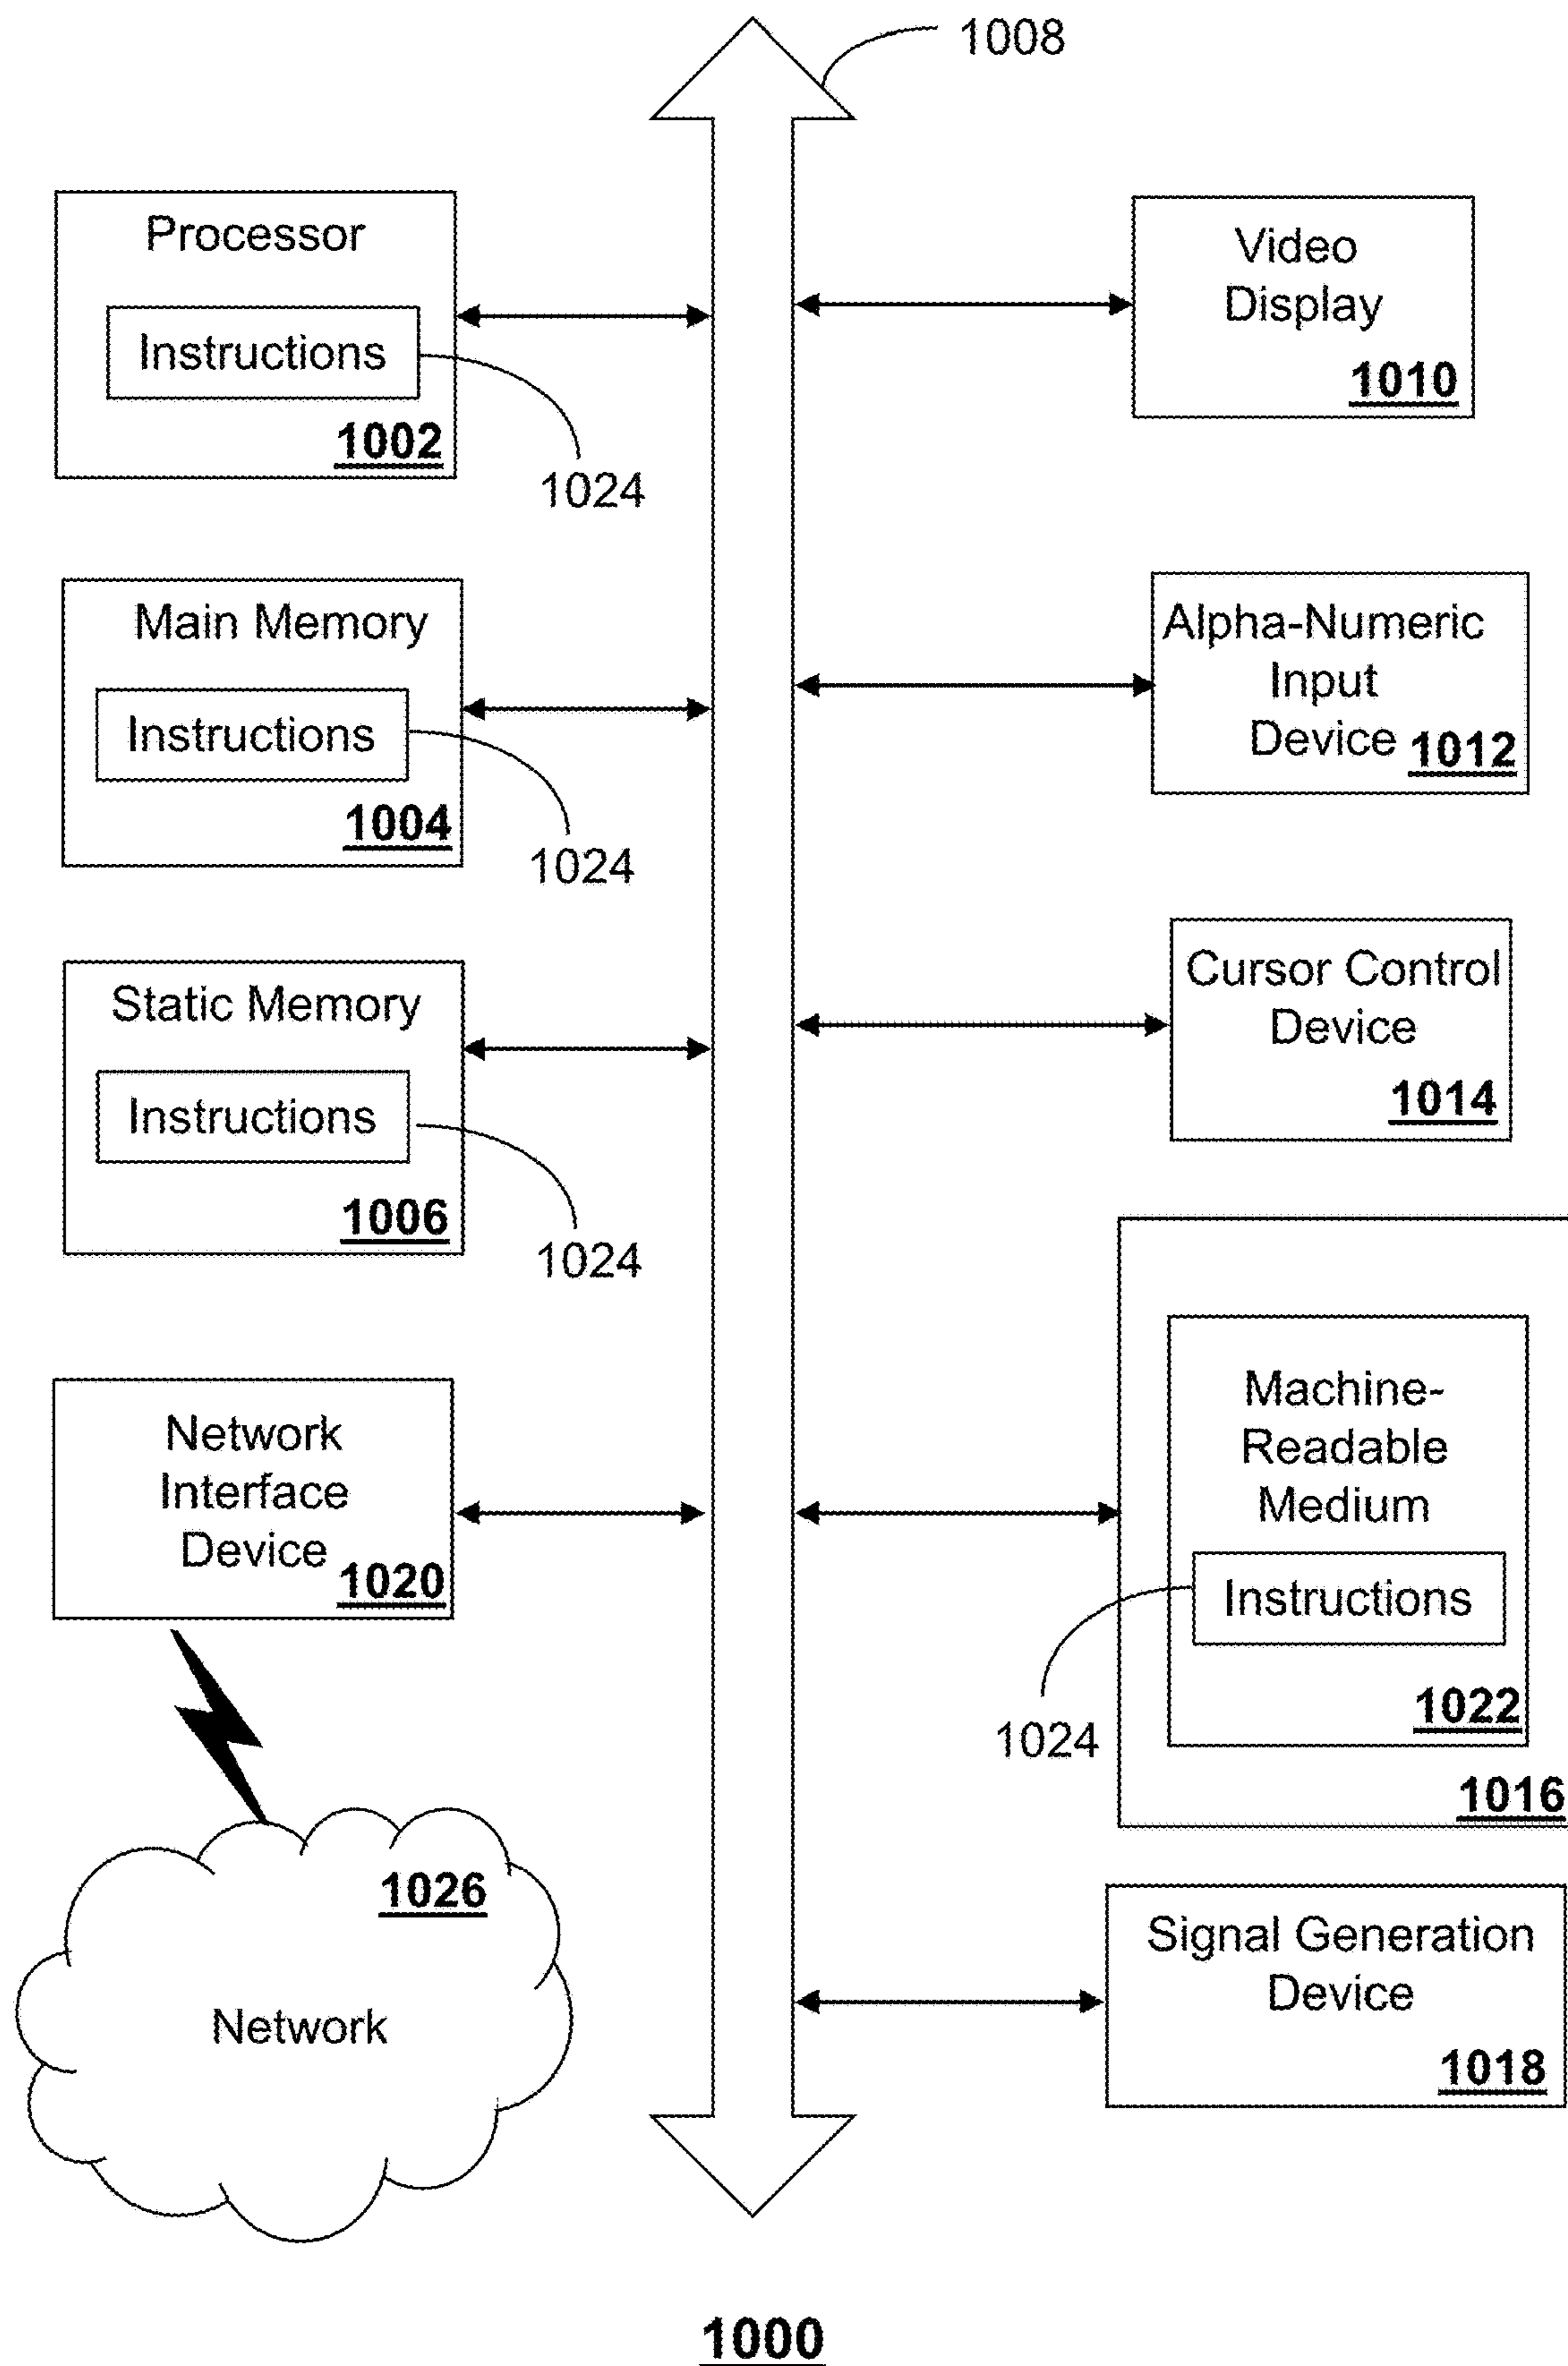 1008
Processor
Instructions
1002
1024
Video
Display
1010
Main Memory
Instructions
1004
1024
Alpha-Numeric
Input
Device 1012
Static Memory
Instructions
1006
1024
Cursor Control
Device
1014
Network
Interface
Device
1020
Machine-
Readable
Medium
Instructions
1024
1022
1016
1026
Network
Signal Generation
Device
1018
1000